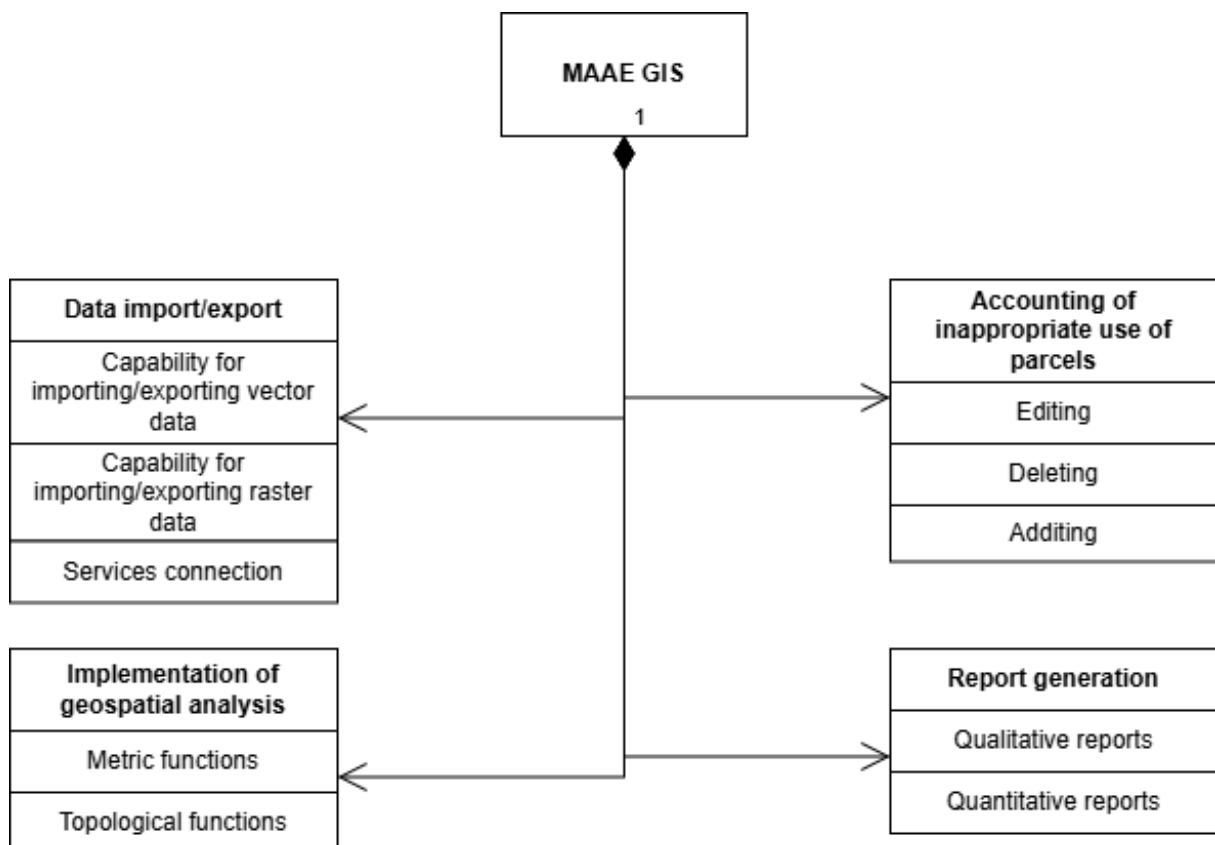 MAAE GIS
1
Data import/export
Capability for
importing/exporting vector
data
Capability for
importing/exporting raster
data
Services connection
Accounting of
inappropriate use of
parcels
Editing
Deleting
Additing
Implementation of
geospatial analysis
Metric functions
Topological functions
Report generation
Qualitative reports
Quantitative reports